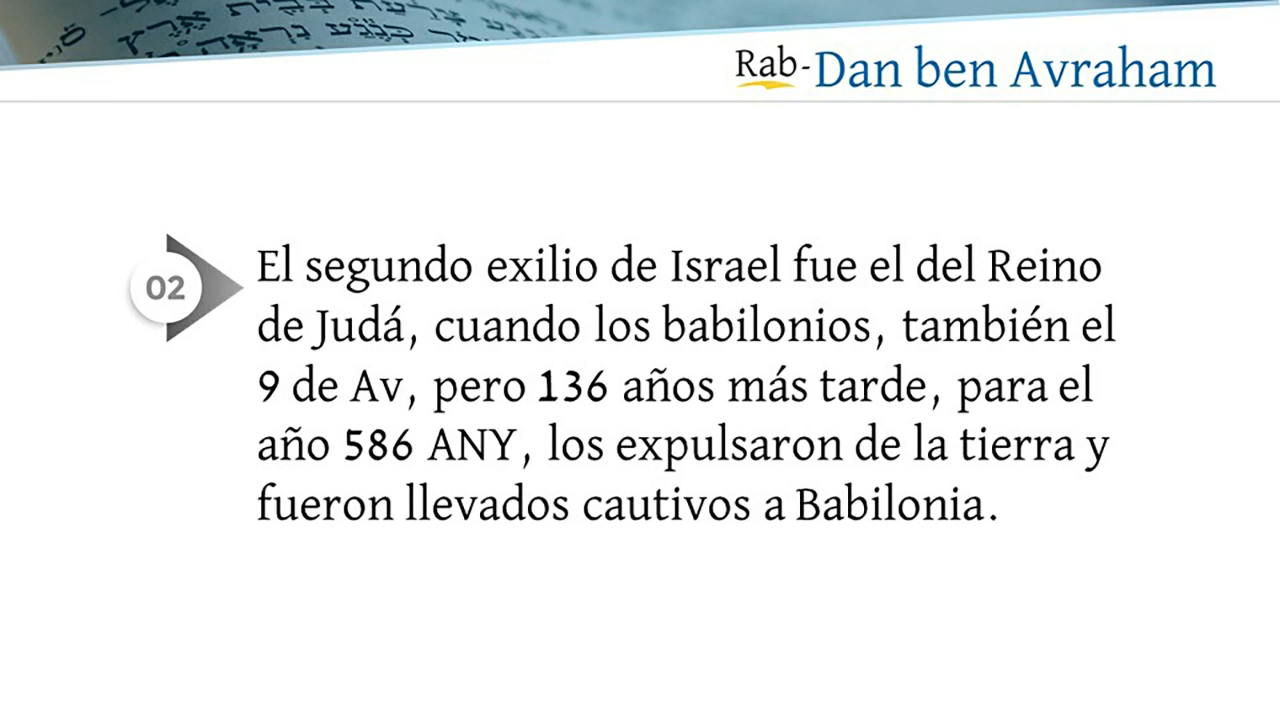 Rab-Dan ben Avraham
02
El segundo exilio de Israel fue el del Reino
de Judá, cuando los babilonios, también el
9 de Av, pero 136 años más tarde, para el
año 586 ANY, los expulsaron de la tierra y
fueron llevados cautivos a Babilonia.